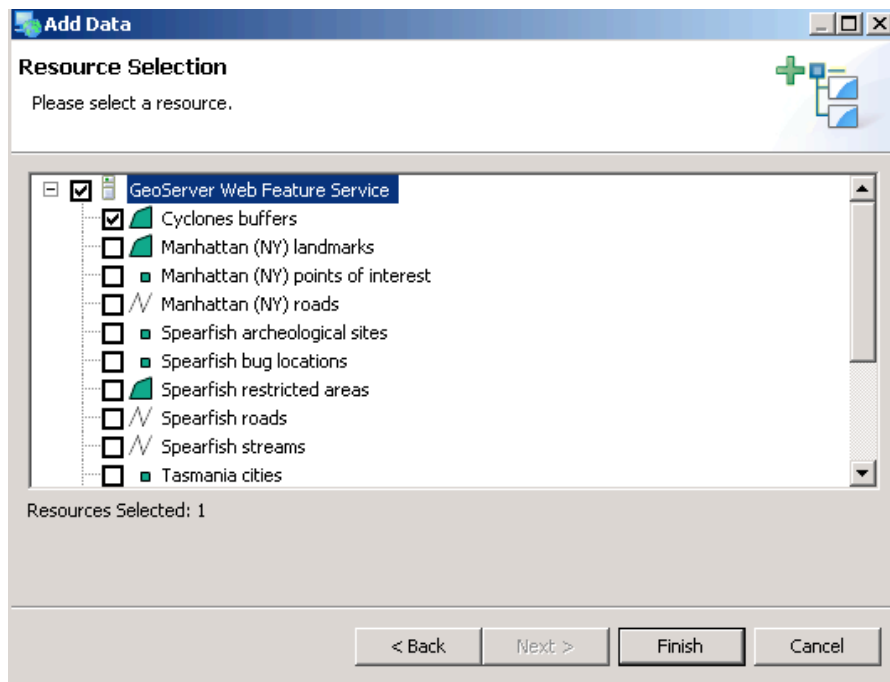 Add Data
Resource Selection
Please select a resource.
GeoServer Web Feature Service
Cyclones buffers
Manhattan (NY) landmarks
Manhattan (NY) points of interest
Manhattan (NY) roads
Spearfish archeological sites
Spearfish bug locations
Spearfish restricted areas
Spearfish roads
Spearfish streams
Tasmania cities
Resources Selected: 1
< Back Next > Finish Cancel